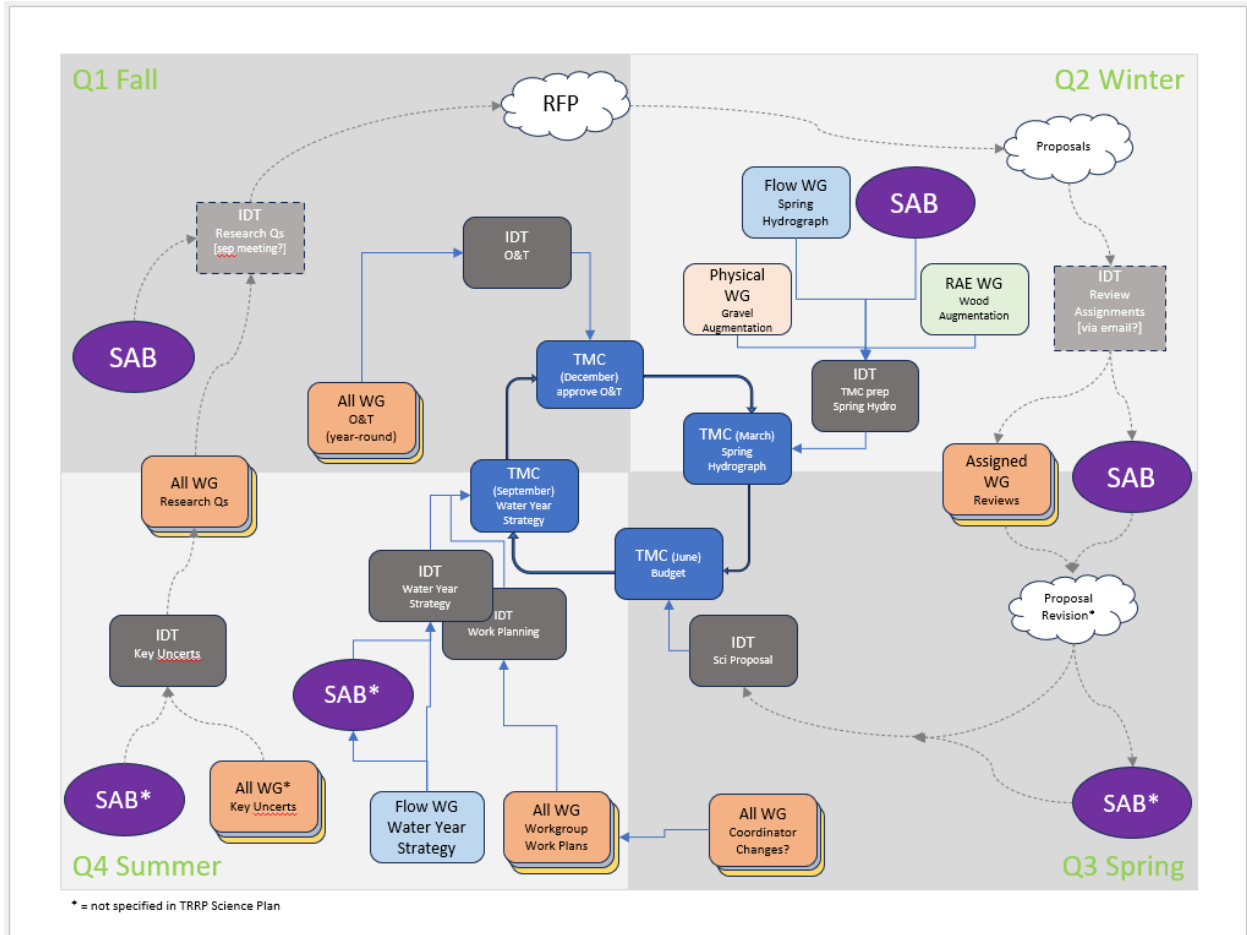 Q1 Fall
Q2 Winter
RFP
Proposals
IDT
Research Qs
[sep meeting?]
IDT
O&T
Flow WG
Spring
Hydrograph
SAB
Physical
WG
Gravel
Augmentation
RAE WG
Wood
Augmentation
IDT
Review
Assignments
[via email?]
SAB
TMC
(December)
approve O&T
IDT
TMC prep
Spring Hydro
All WG
O&T
(year-round)
TMC (March)
Spring
Hydrograph
All WG
Research Qs
TMC
(September)
Water Year
Strategy
Assigned
WG
Reviews
SAB
TMC (June)
Budget
IDT
Water Year
Strategy
IDT
Work Planning
Proposal
Revision*
IDT
Key Uncerts
IDT
Sci Proposal
SAB*
SAB*
All WG*
Key Uncerts
Flow WG
Water Year
Strategy
All WG
Workgroup
Work Plans
All WG
Coordinator
Changes?
SAB*
Q4 Summer
Q3 Spring
* = not specified in TRRP Science Plan